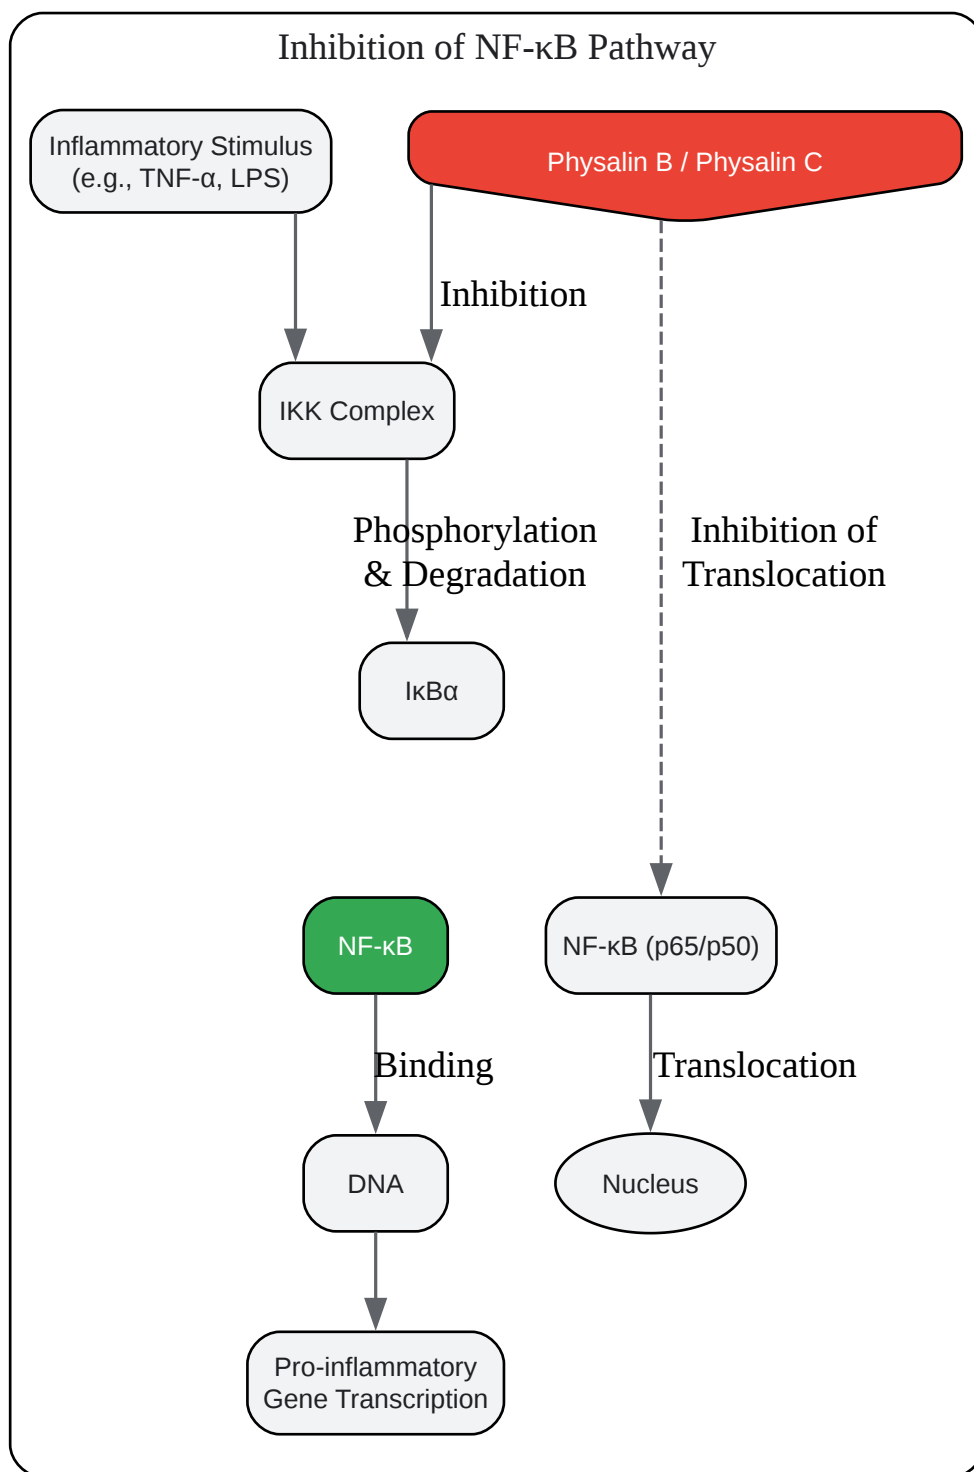 Inhibition of NF-κB Pathway
Inflammatory Stimulus
(e.g., TNF-α, LPS)
Physalin B / Physalin C
Inhibition
IKK Complex
Phosphorylation
& Degradation
Inhibition of
Translocation
IκBα
NF-κB
NF-κB (p65/p50)
Binding
Translocation
DNA
Nucleus
Pro-inflammatory
Gene Transcription